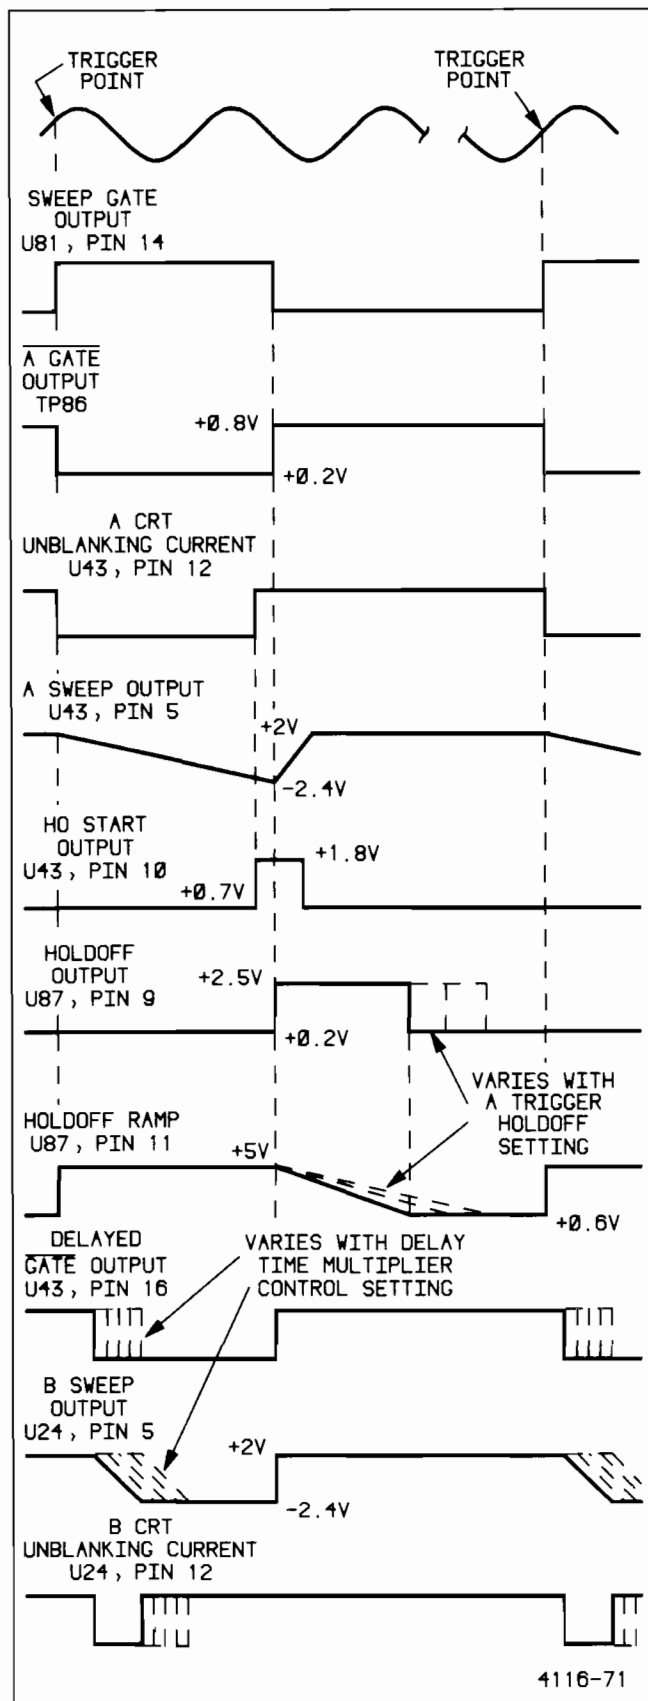 TRIGGER
POINT
TRIGGER
POINT
SWEEP GATE
OUTPUT
U81, PIN 14
A GATE
OUTPUT
TP86
+0.8V
+0.2V
A CRT
UNBLANKING CURRENT
U43, PIN 12
A SWEEP OUTPUT
U43, PIN 5
+2V
-2.4V
HO START
OUTPUT
U43, PIN 10
+1.8V
+0.7V
HOLDOFF
OUTPUT
U87, PIN 9
+2.5V
+0.2V
VARIES WITH
A TRIGGER
HOLDOFF
SETTING
HOLDOFF RAMP
U87, PIN 11
+5V
+0.6V
DELAYED
GATE OUTPUT
U43, PIN 16
VARIES WITH DELAY
TIME MULTIPLIER
CONTROL SETTING
B SWEEP
OUTPUT
U24, PIN 5
+2V
-2.4V
B CRT
UNBLANKING CURRENT
U24, PIN 12
4116-71